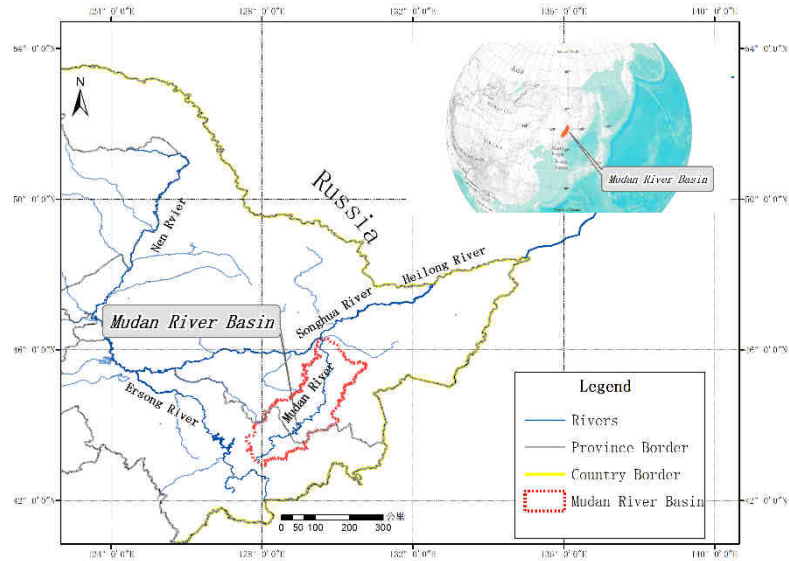 124° 0'0"E 128° 0'0"E 132° 0'0"E 136° 0'0"E 140° 0'0"E
54° 0'0"N
54° 0'0"N
N
Asia
Mudan River Basin
50° 0'0"N
50° 0'0"N
Russia
Nen Rvier
Heilong River
Songhua River
Mudan River Basin
46° 0'0"N
46° 0'0"N
Mudan River
Ersong River
Legend
Rivers
Province Border
Country Border
Mudan River Basin
42° 0'0"N
42° 0'0"N
0 50 100 200 300 公里
124° 0'0"E 128° 0'0"E 132° 0'0"E 136° 0'0"E 140° 0'0"E